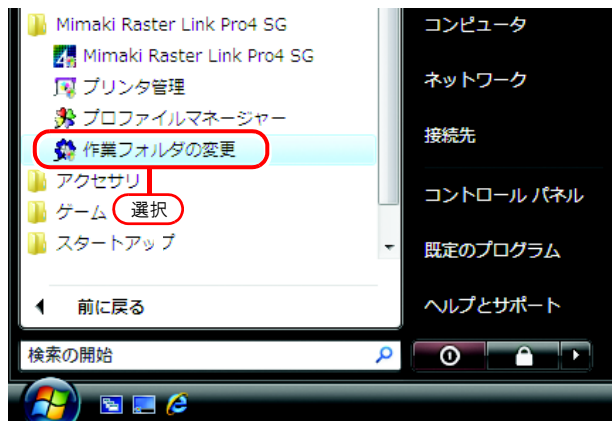 Mimaki Raster Link Pro4 SG
Mimaki Raster Link Pro4 SG
プリンタ管理
プロファイルマネージャー
作業フォルダの変更
アクセサリ
選択
ゲーム
スタートアップ
前に戻る
検索の開始
コンピュータ
ネットワーク
接続先
コントロール パネル
既定のプログラム
ヘルプとサポート